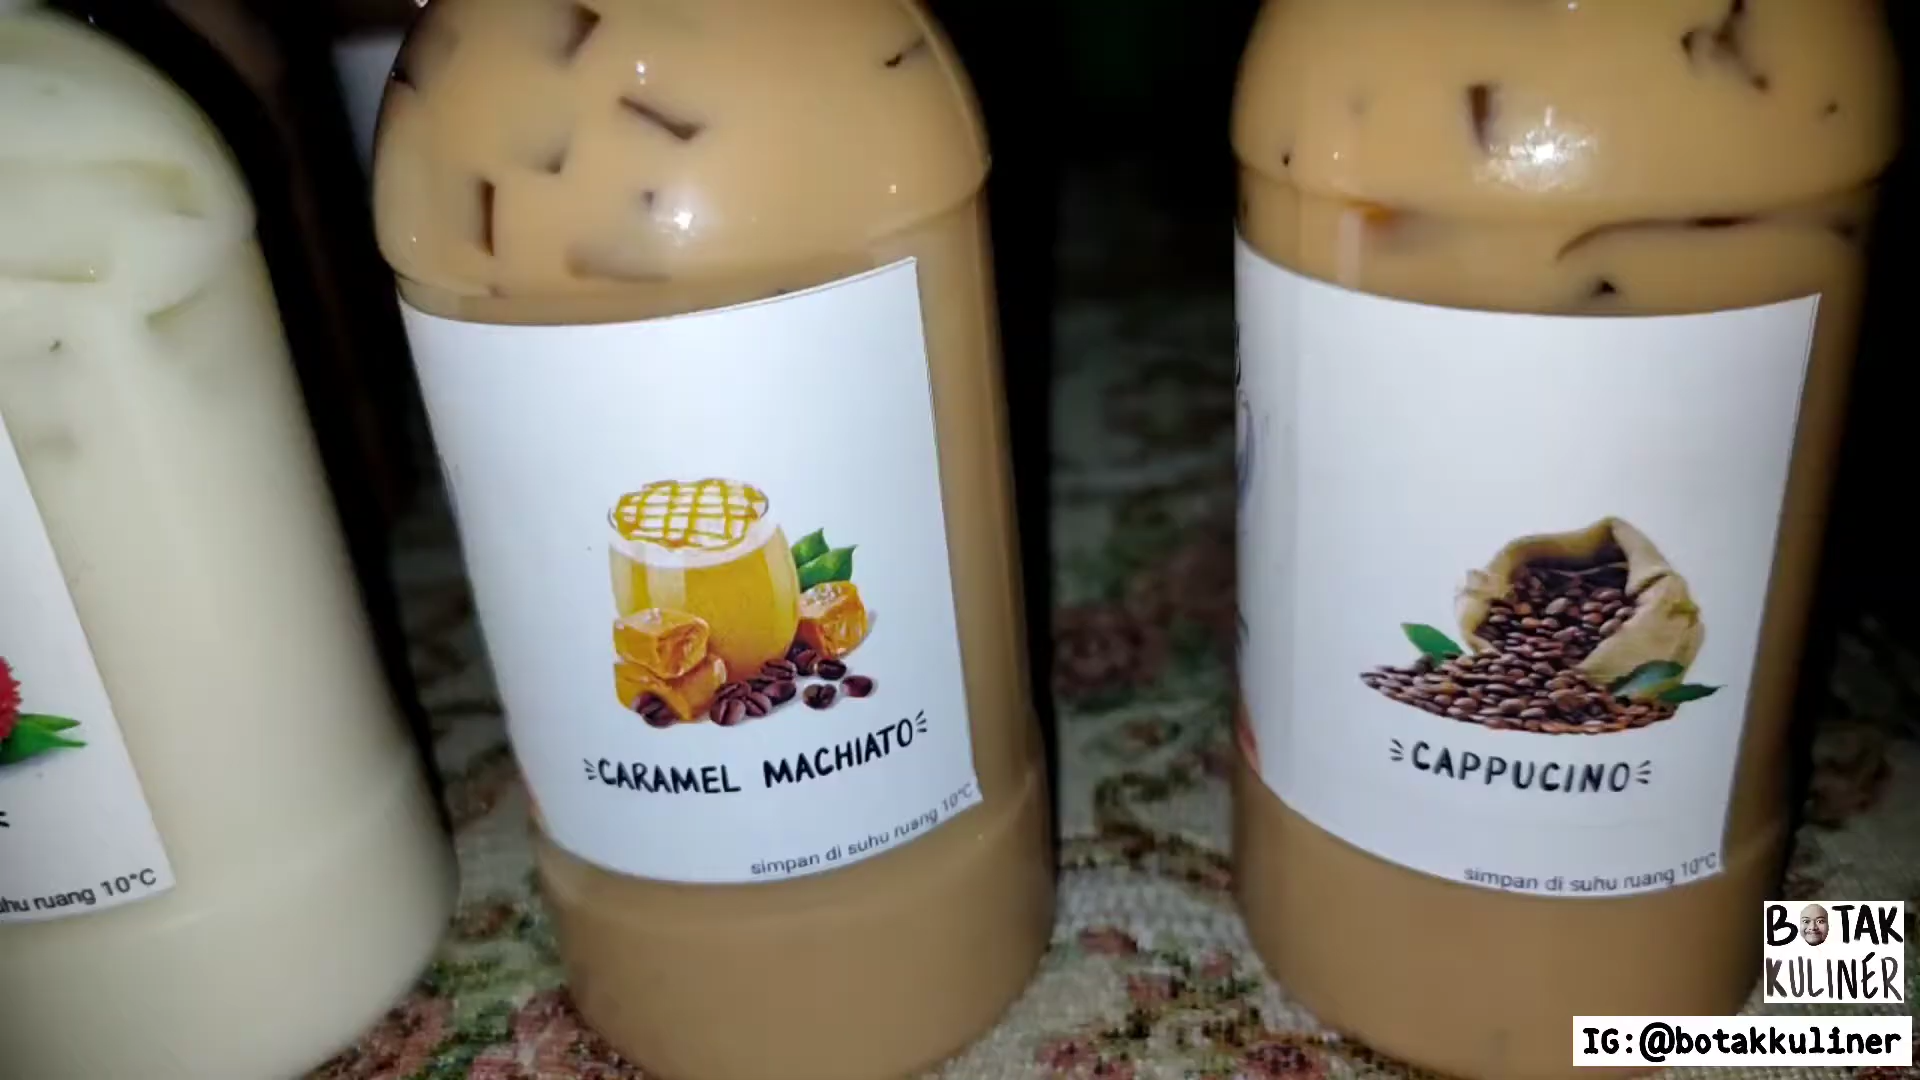 CARAMEL MACHIATO
simpan di suhu ruang 10°C
CAPPUCINO
simpan di suhu ruang 10°C
ruang 10°C
BOTAK
KULINER
IG:@botakkuliner